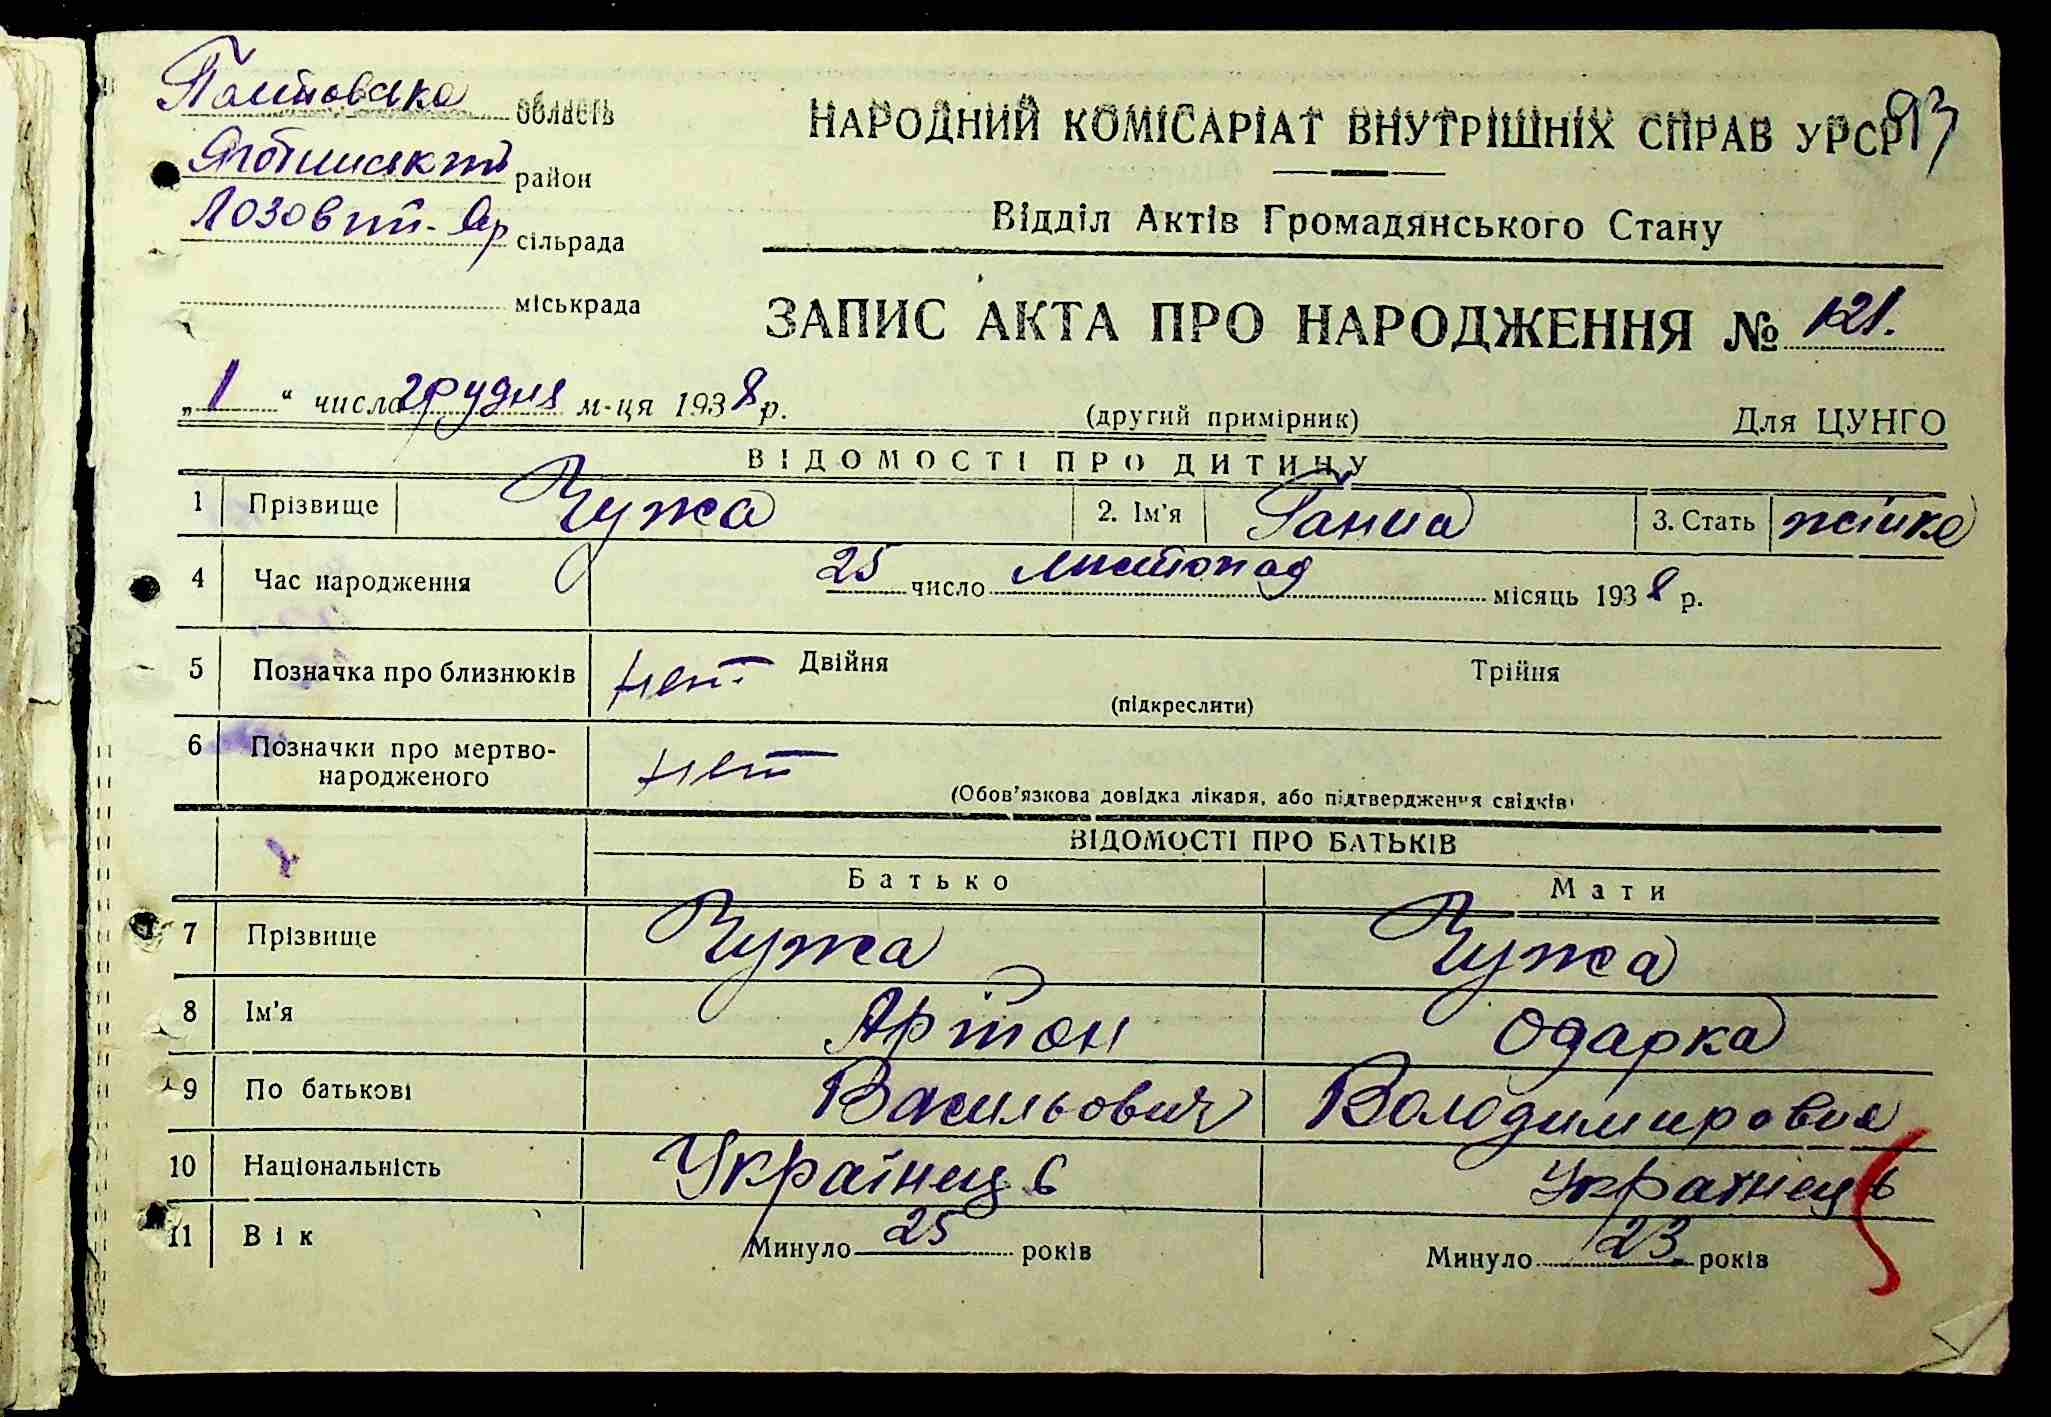 Полтовська область
Яготинський район
Лозовий-Яр сільрада
міськрада
93
НАРОДНИЙ КОМІСАРІАТ ВНУТРІШНІХ СПРАВ УРСР
Відділ Актів Громадянського Стану
ЗАПИС АКТА ПРО НАРОДЖЕННЯ № 121.
„1“ числа грудня м-ця 1938 р.
(другий примірник)
Для ЦУНГО
ВІДОМОСТІ ПРО ДИТИНУ
1 Прізвище Чужа 2. Ім'я Ганна 3. Стать жінка
4 Час народження 25 число листопад місяць 1938 р.
5 Позначка про близнюків нет Двійня Трійня
(підкреслити)
6 Позначки про мертво-
народженого нет
(Обов'язкова довідка лікаря, або підтвердження свідків)
ВІДОМОСТІ ПРО БАТЬКІВ
Батько Мати
7 Прізвище Чужа Чужа
8 Ім'я Артон Одарка
9 По батькові Васильович Володимировна
10 Національність Українець Українець
11 Вік Минуло 25 років Минуло 23 років